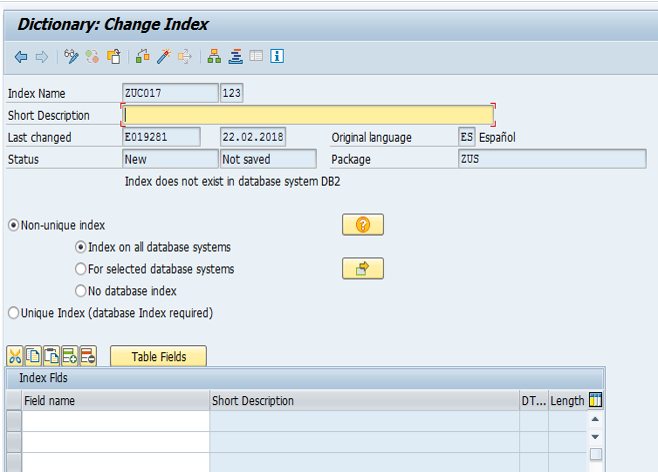 Dictionary: Change Index
Index Name ZUC017 123
Short Description
Last changed E019281 22.02.2018 Original language ES Español
Status New Not saved Package ZUS
Index does not exist in database system DB2
Non-unique index
Index on all database systems
For selected database systems
No database index
Unique Index (database Index required)
Table Fields
Index Flds
Field name Short Description DT... Length